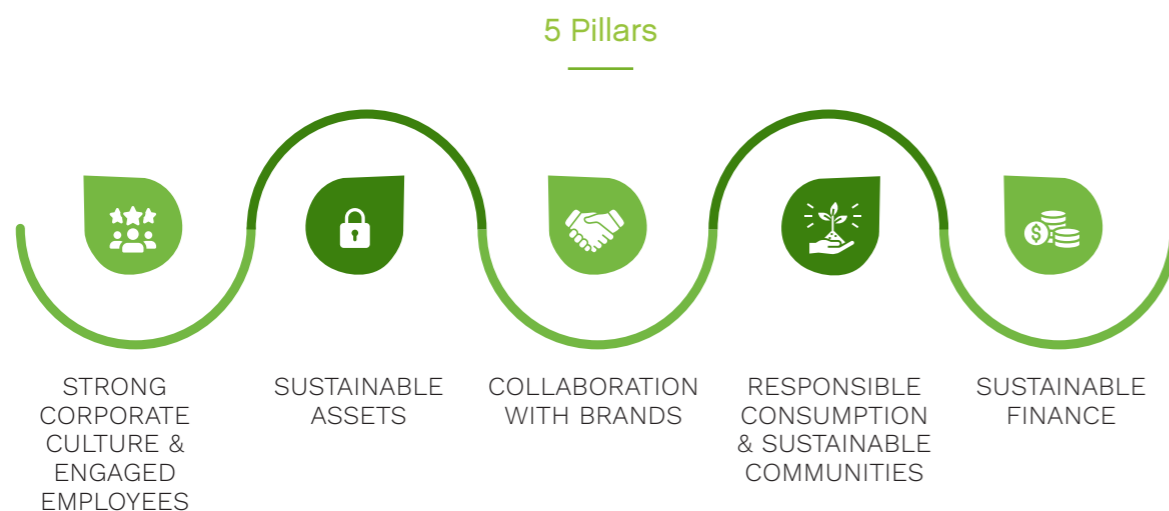 5 Pillars
STRONG
CORPORATE
CULTURE &
ENGAGED
EMPLOYEES
SUSTAINABLE
ASSETS
COLLABORATION
WITH BRANDS
RESPONSIBLE
CONSUMPTION
& SUSTAINABLE
COMMUNITIES
SUSTAINABLE
FINANCE